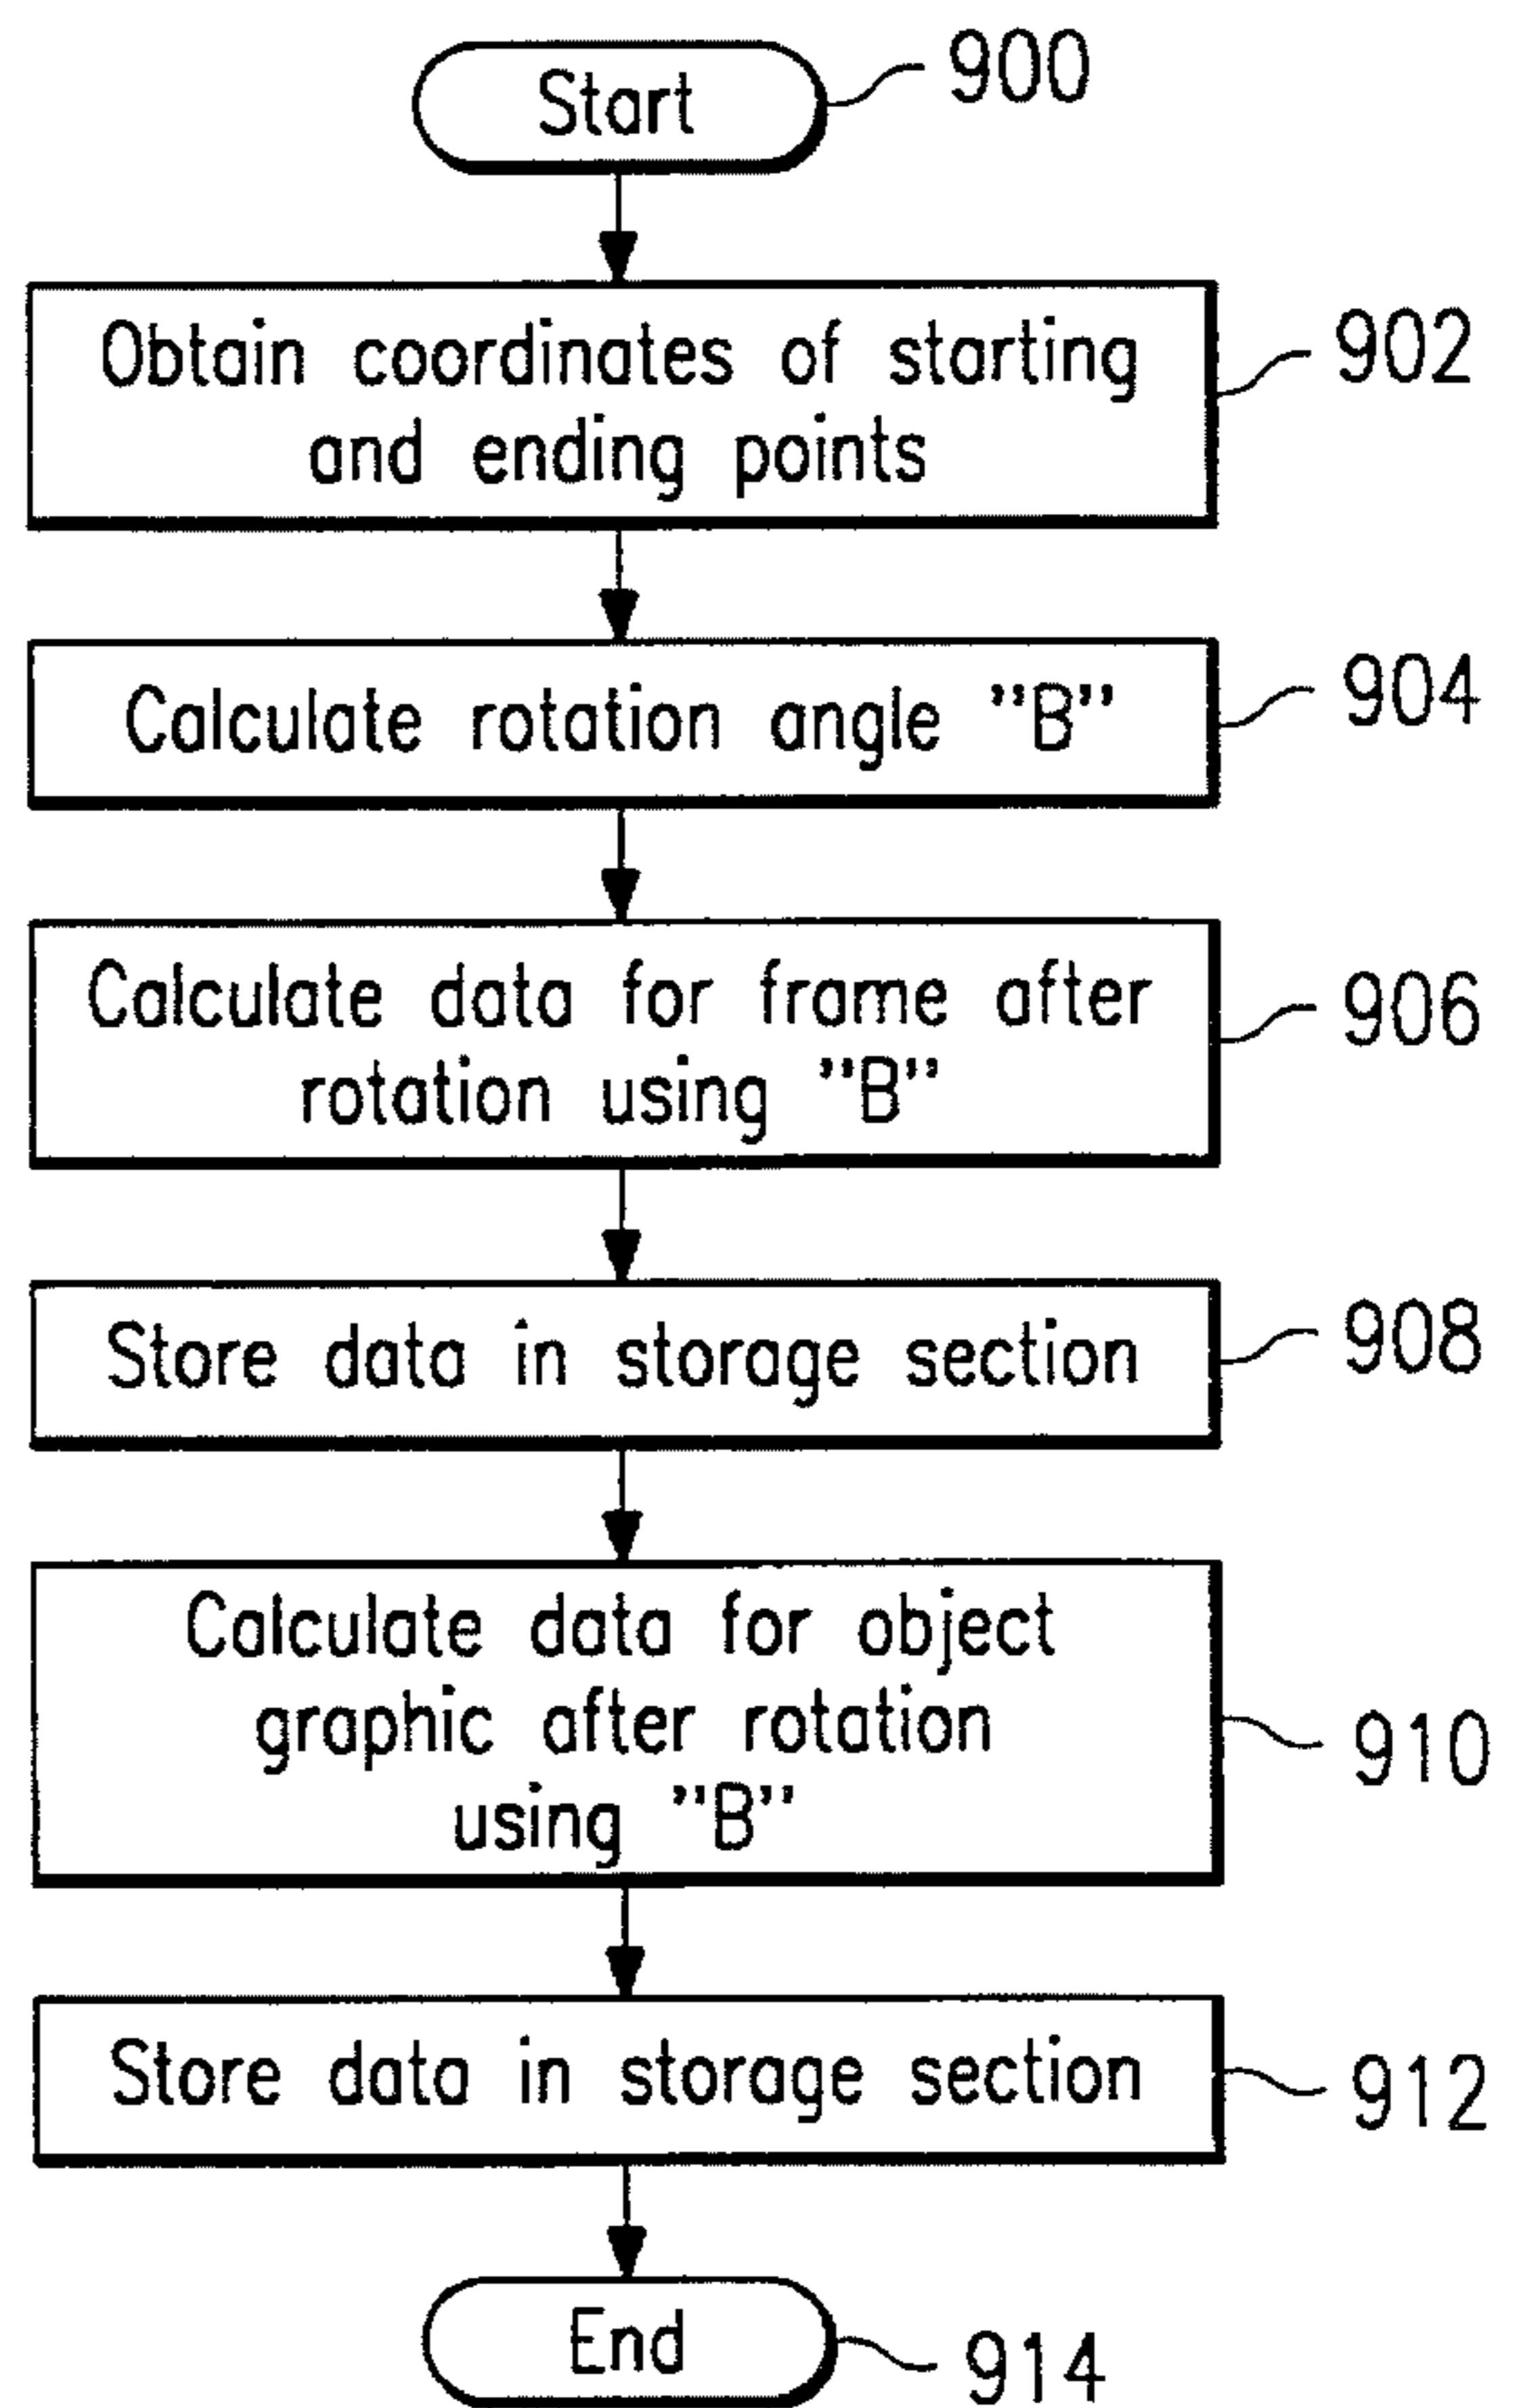 Start
900
Obtain coordinates of starting
and ending points
902
Calculate rotation angle "B"
904
Calculate data for frame after
rotation using "B"
906
Store data in storage section
908
Calculate data for object
graphic after rotation
using "B"
910
Store data in storage section
912
End
914